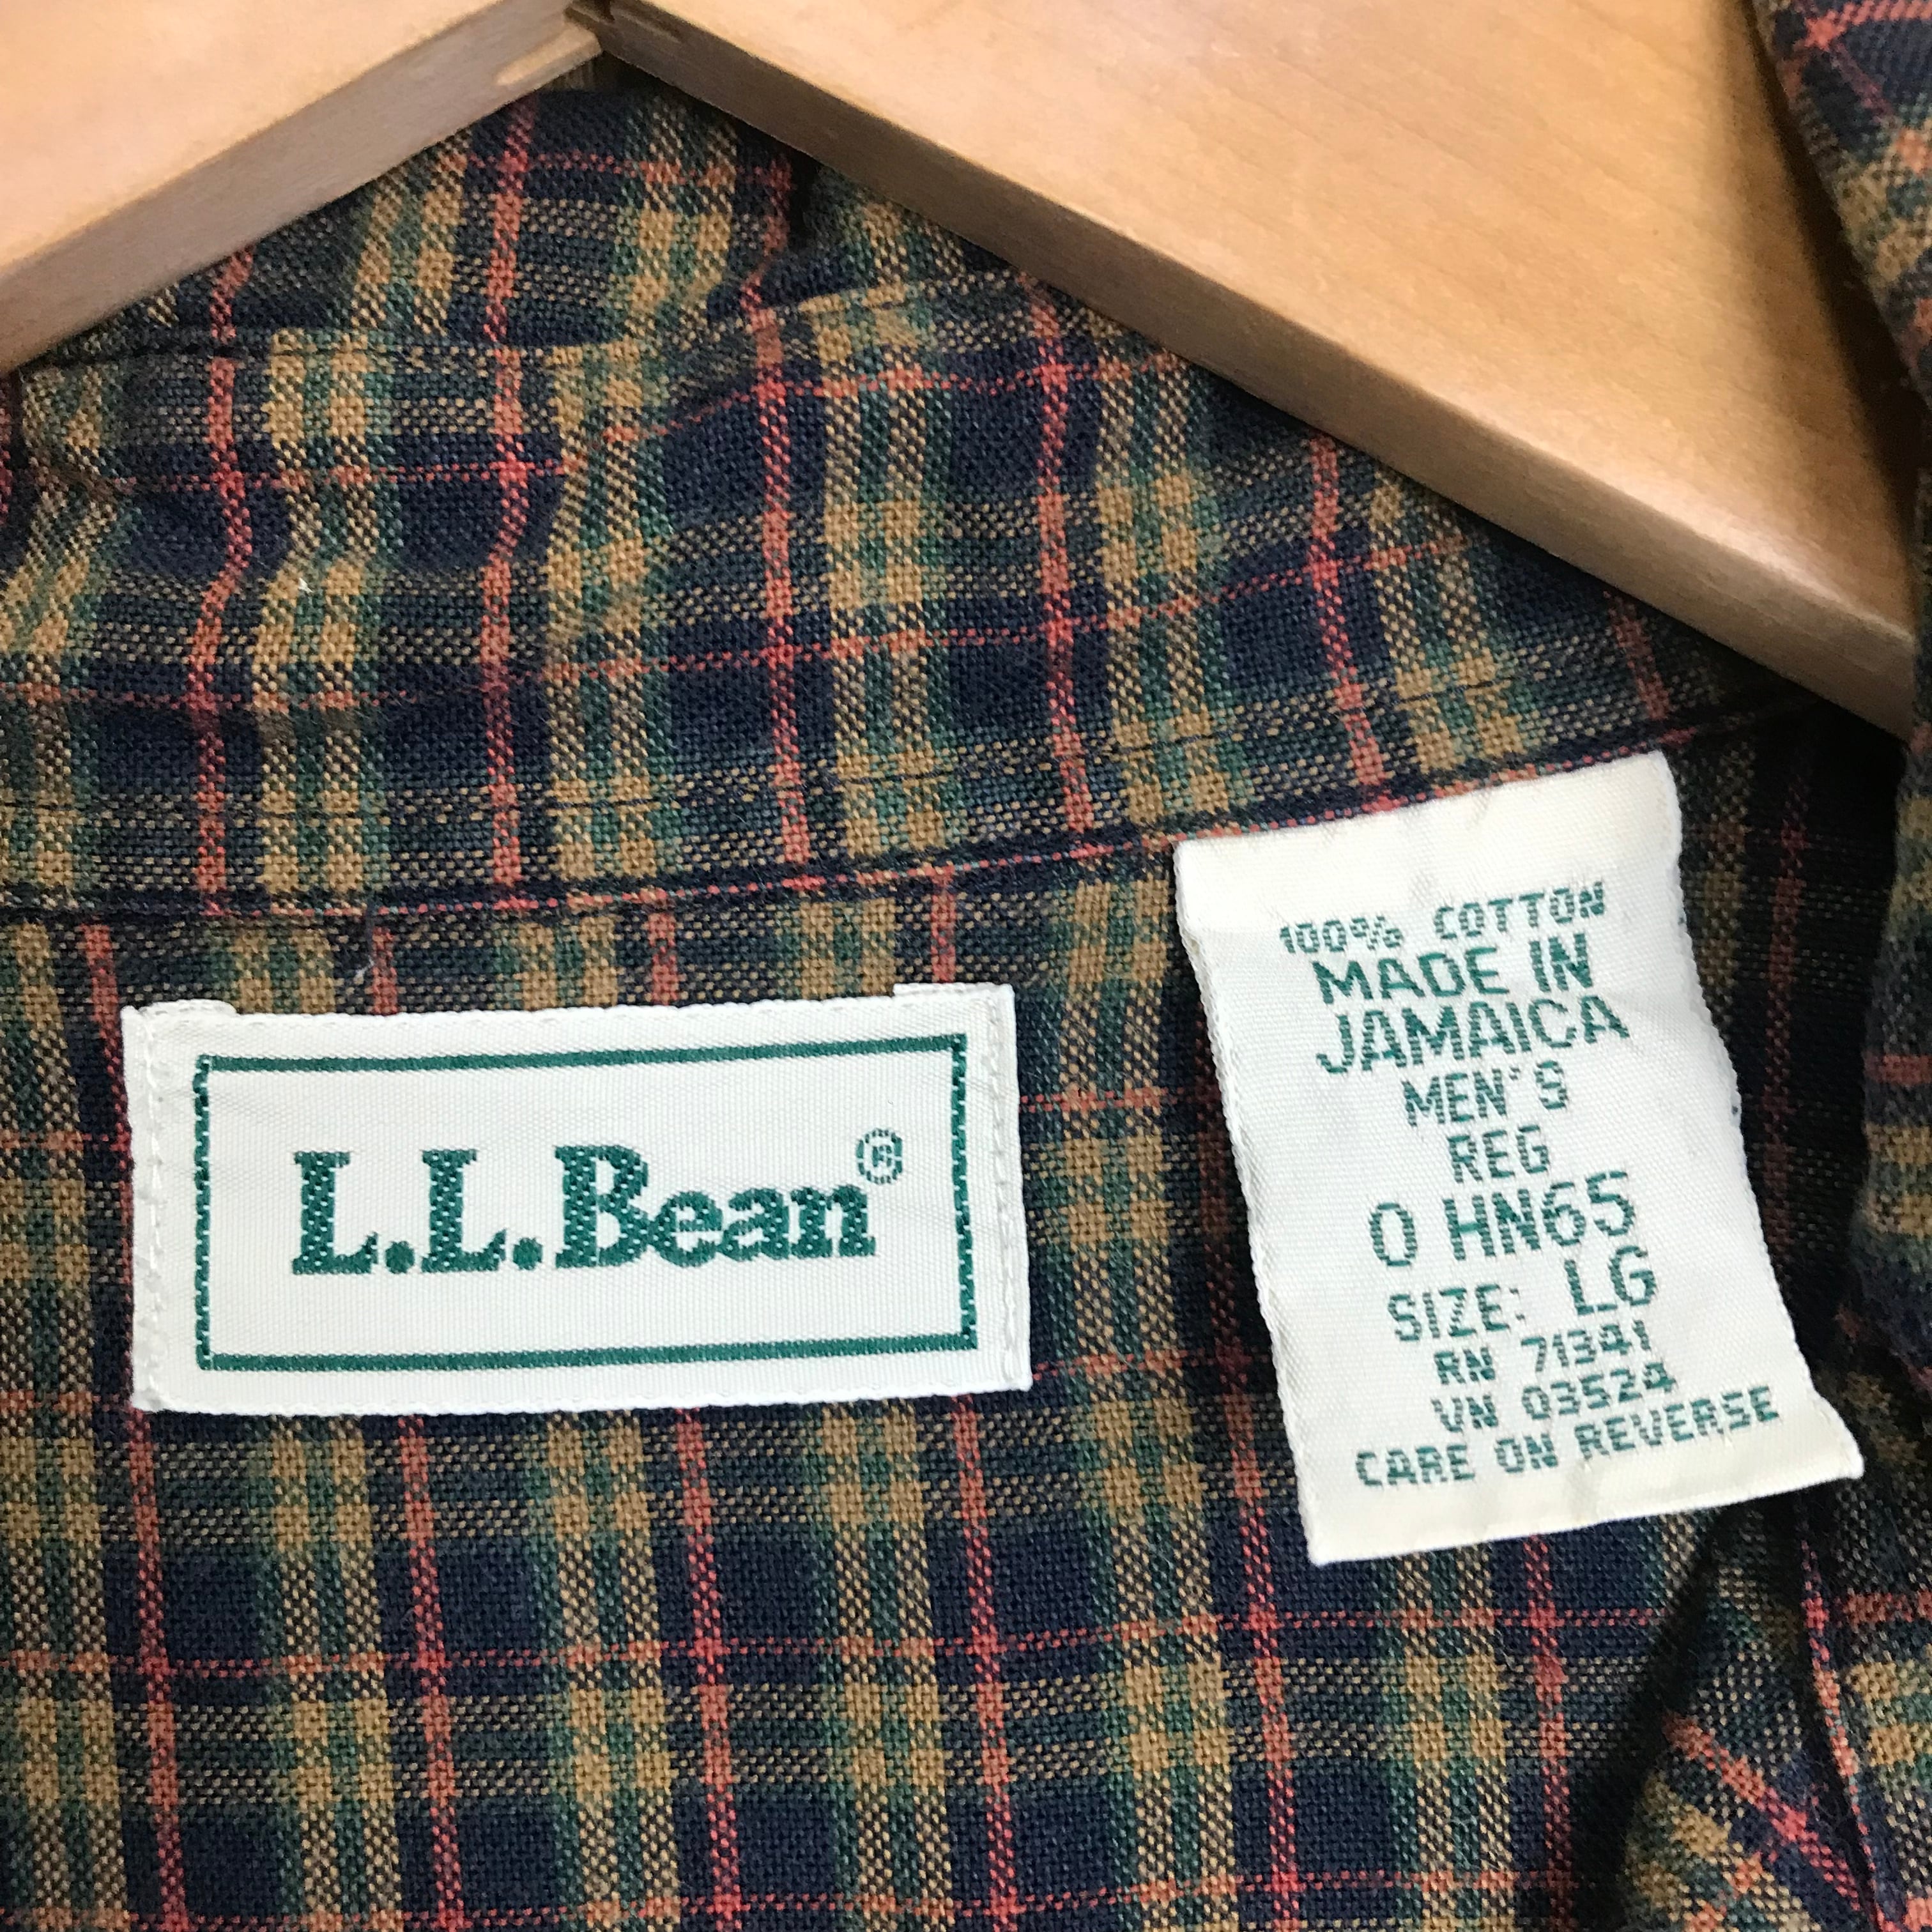 L.L.Bean®
100% COTTON
MADE IN
JAMAICA
MEN'S
REG
0 HN65
SIZE: LG
RN 71341
VN 03524
CARE ON REVERSE